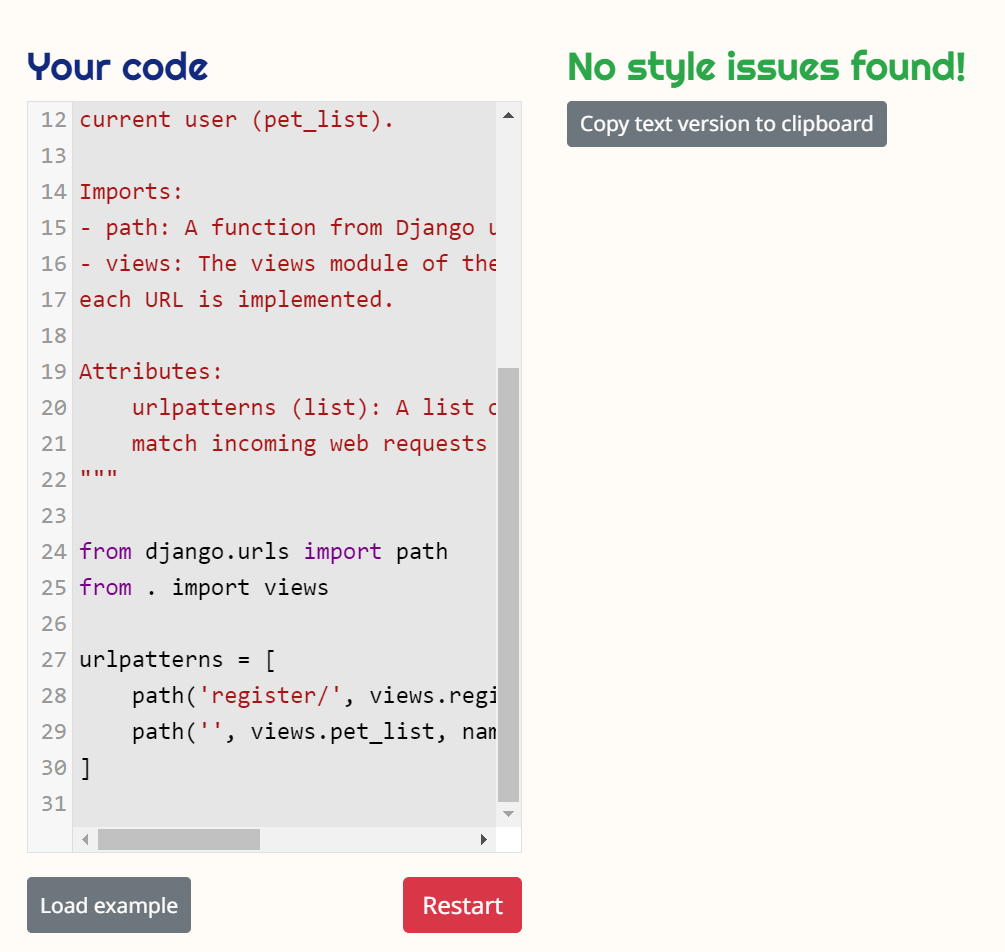 Your code
12 current user (pet_list).
13
14 Imports:
15 - path: A function from Django
16 - views: The views module of the
17 each URL is implemented.
18
19 Attributes:
20     urlpatterns (list): A list
21     match incoming web requests
22 """
23
24 from django.urls import path
25 from . import views
26
27 urlpatterns = [
28     path('register/', views.regi
29     path('', views.pet_list, nam
30 ]
31
Load example
Restart
No style issues found!
Copy text version to clipboard